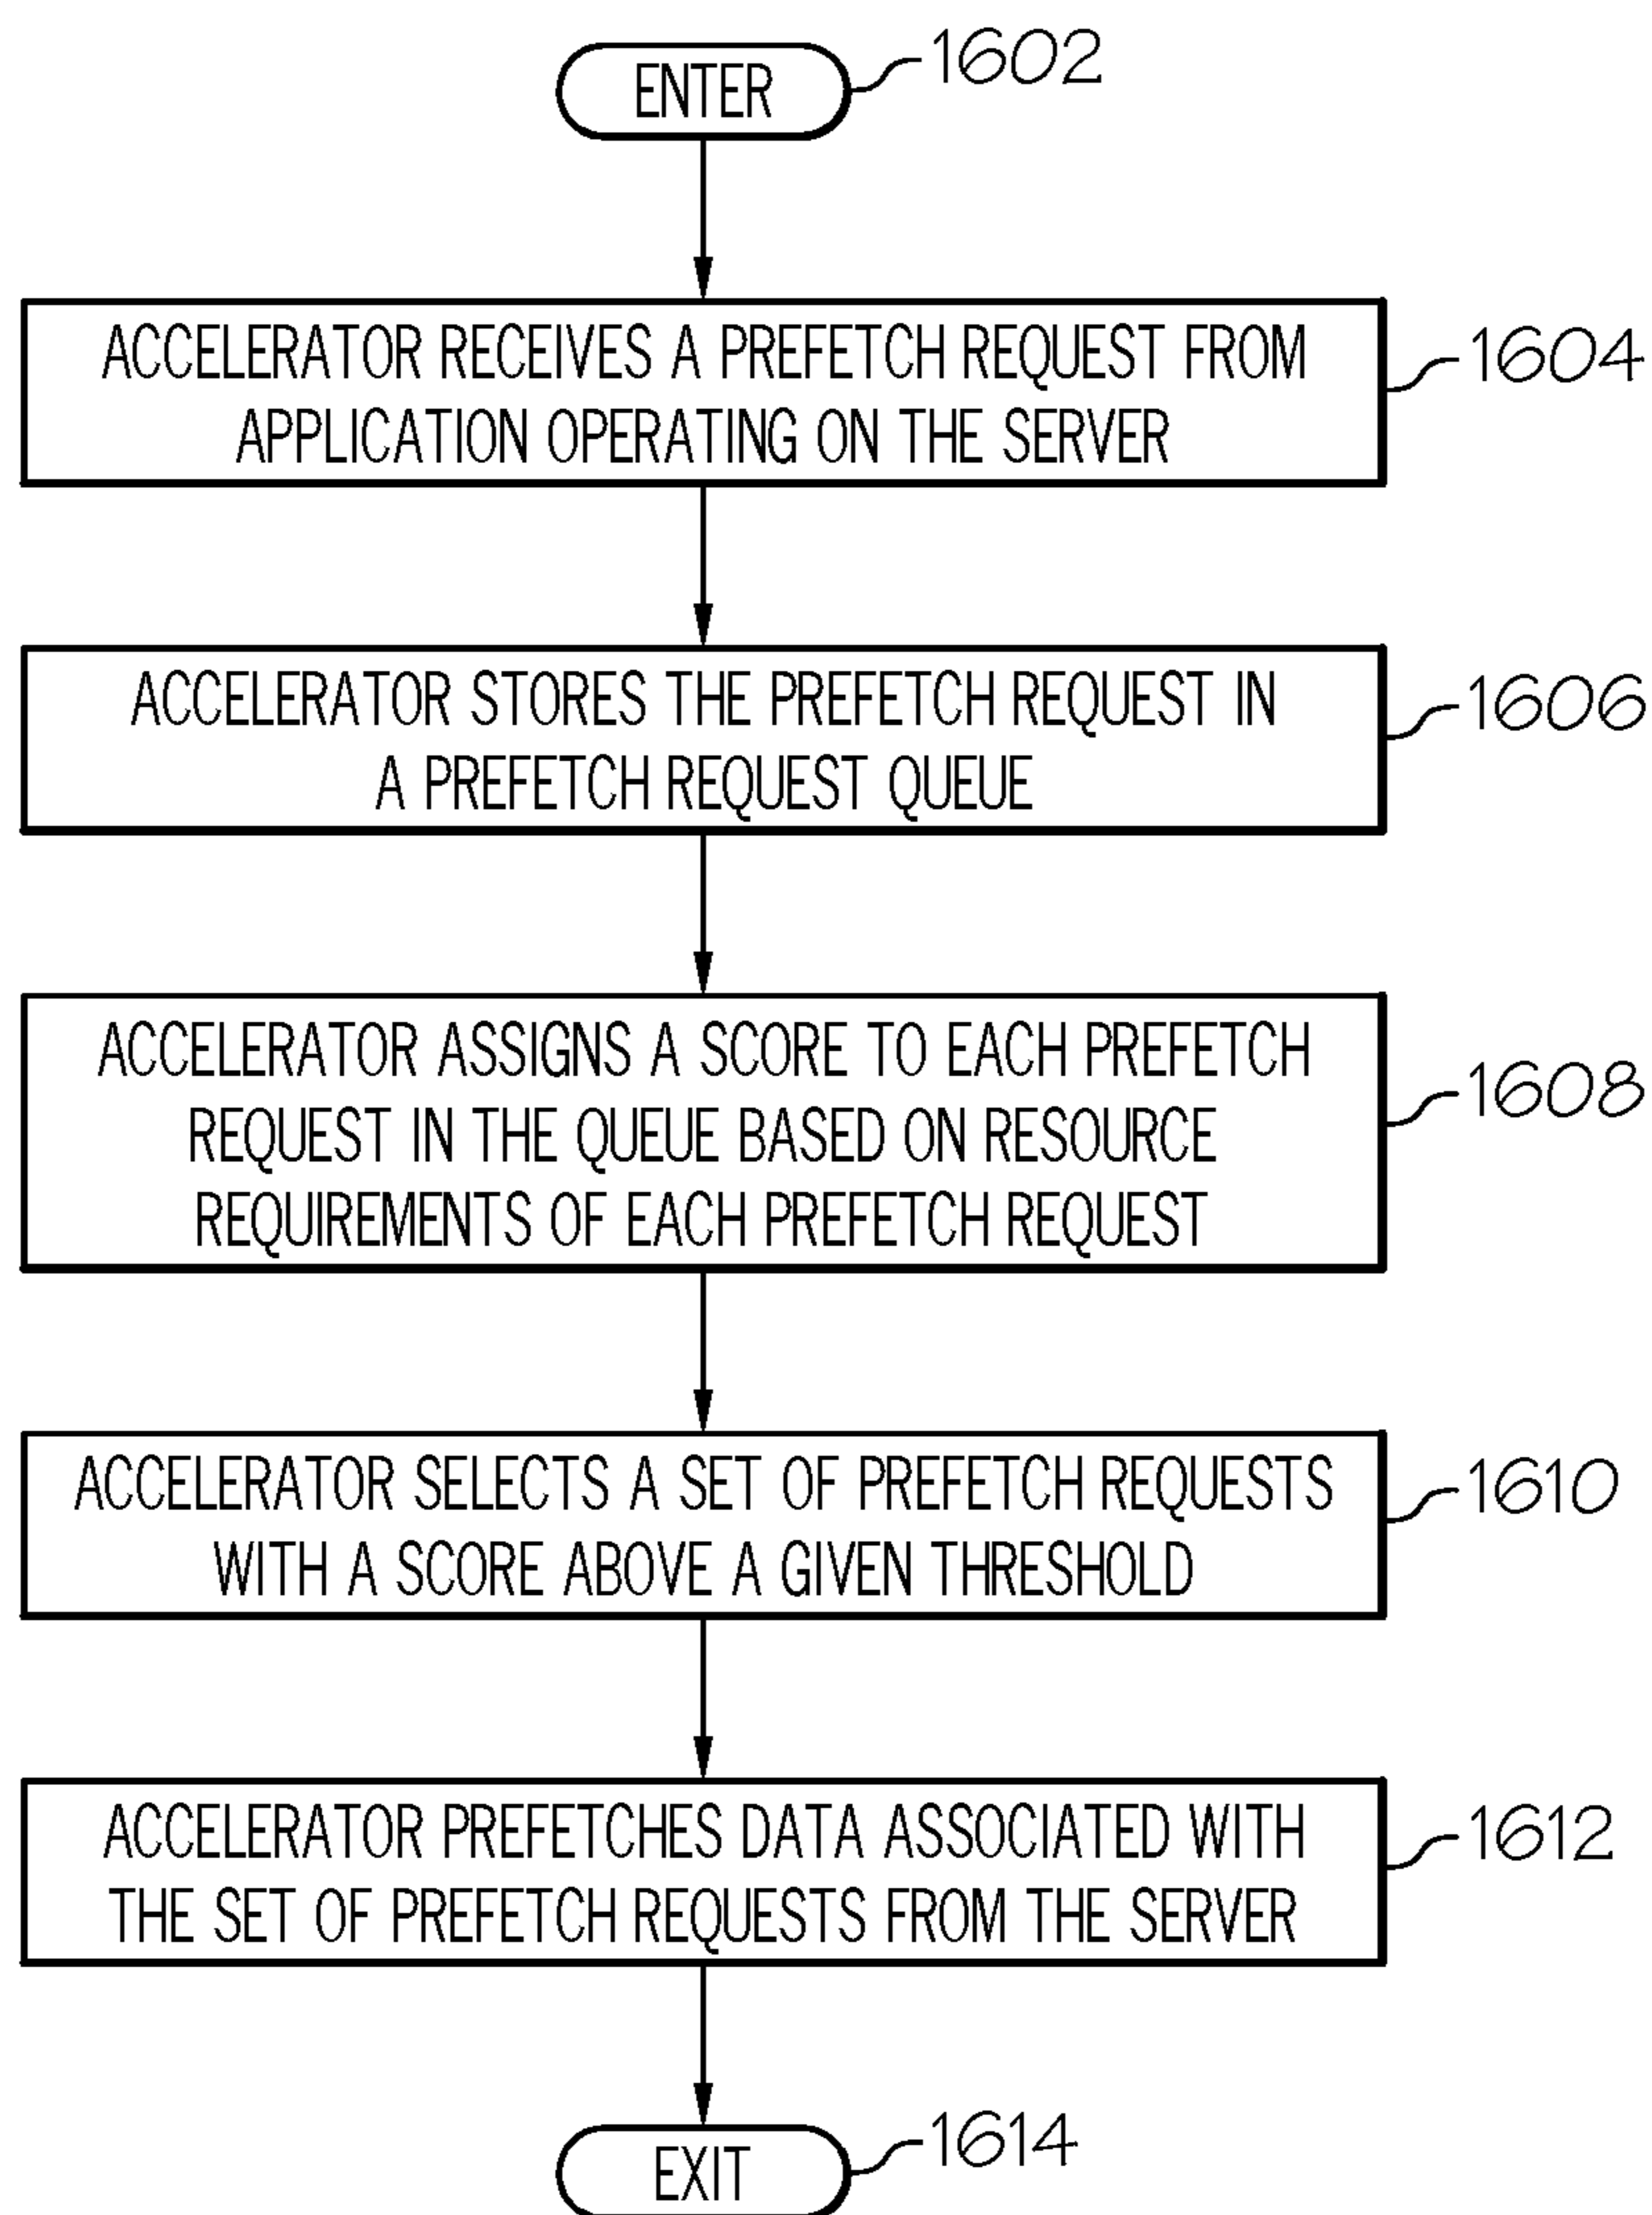 ENTER
1602
ACCELERATOR RECEIVES A PREFETCH REQUEST FROM
APPLICATION OPERATING ON THE SERVER
1604
ACCELERATOR STORES THE PREFETCH REQUEST IN
A PREFETCH REQUEST QUEUE
1606
ACCELERATOR ASSIGNS A SCORE TO EACH PREFETCH
REQUEST IN THE QUEUE BASED ON RESOURCE
REQUIREMENTS OF EACH PREFETCH REQUEST
1608
ACCELERATOR SELECTS A SET OF PREFETCH REQUESTS
WITH A SCORE ABOVE A GIVEN THRESHOLD
1610
ACCELERATOR PREFETCHES DATA ASSOCIATED WITH
THE SET OF PREFETCH REQUESTS FROM THE SERVER
1612
EXIT
1614